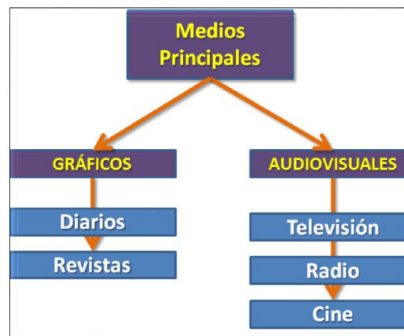 Medios
Principales
GRÁFICOS
AUDIOVISUALES
Diarios
Revistas
Televisión
Radio
Cine